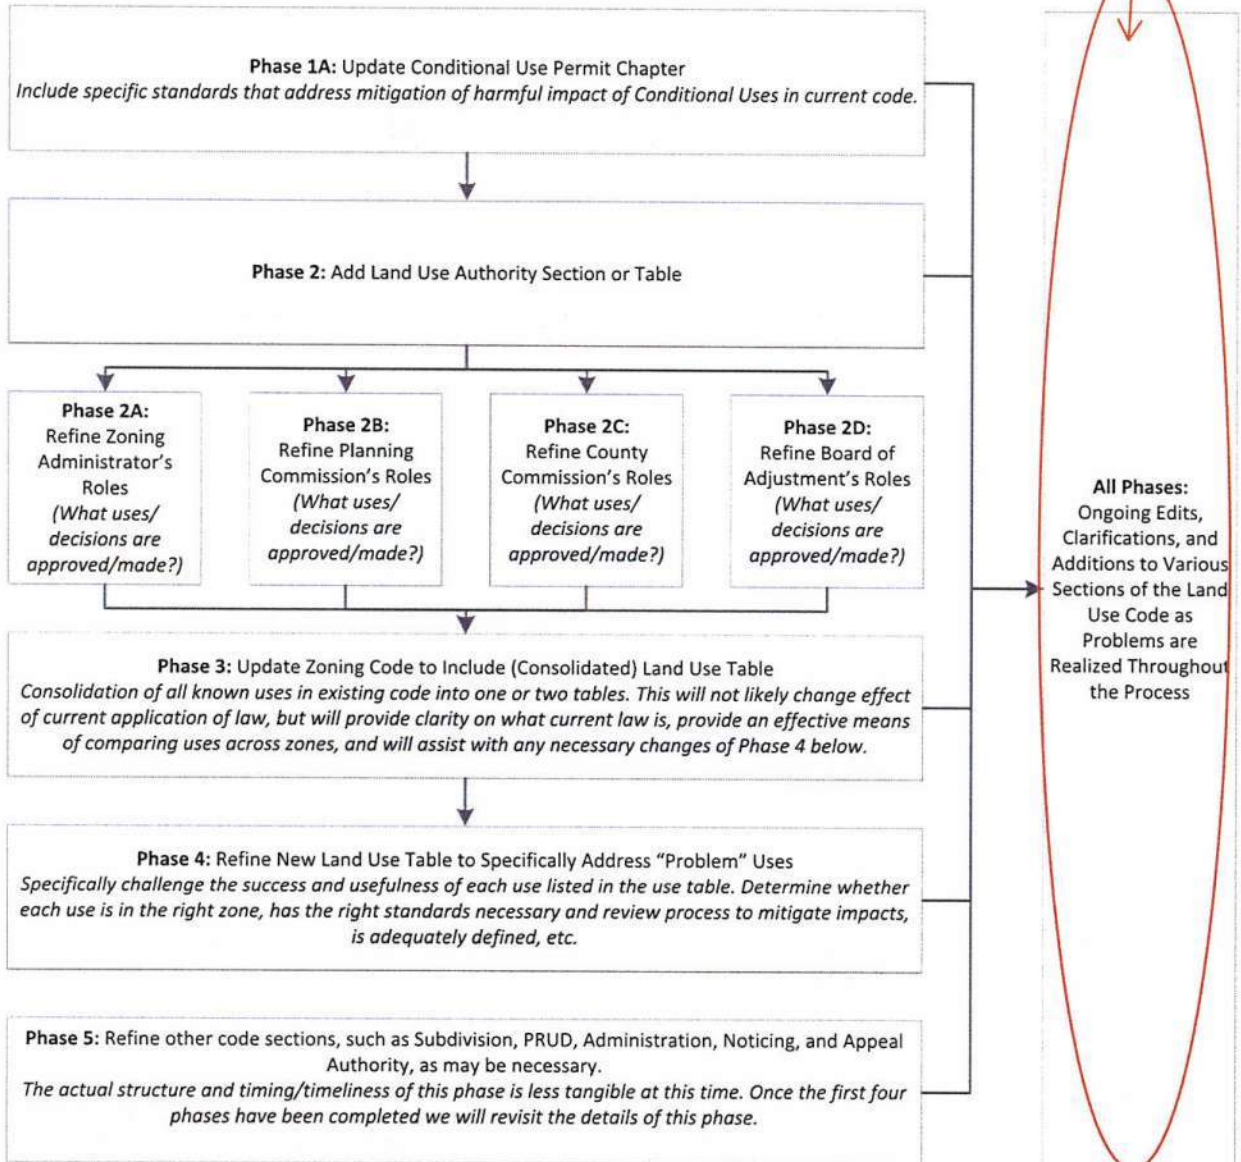 Phase 1A: Update Conditional Use Permit Chapter
Include specific standards that address mitigation of harmful impact of Conditional Uses in current code.
Phase 2: Add Land Use Authority Section or Table
Phase 2A:
Refine Zoning
Administrator's
Roles
(What uses/
decisions are
approved/made?)
Phase 2B:
Refine Planning
Commission's Roles
(What uses/
decisions are
approved/made?)
Phase 2C:
Refine County
Commission's Roles
(What uses/
decisions are
approved/made?)
Phase 2D:
Refine Board of
Adjustment's Roles
(What uses/
decisions are
approved/made?)
Phase 3: Update Zoning Code to Include (Consolidated) Land Use Table
Consolidation of all known uses in existing code into one or two tables. This will not likely change effect
of current application of law, but will provide clarity on what current law is, provide an effective means
of comparing uses across zones, and will assist with any necessary changes of Phase 4 below.
Phase 4: Refine New Land Use Table to Specifically Address “Problem” Uses
Specifically challenge the success and usefulness of each use listed in the use table. Determine whether
each use is in the right zone, has the right standards necessary and review process to mitigate impacts,
is adequately defined, etc.
Phase 5: Refine other code sections, such as Subdivision, PRUD, Administration, Noticing, and Appeal
Authority, as may be necessary.
The actual structure and timing/timeliness of this phase is less tangible at this time. Once the first four
phases have been completed we will revisit the details of this phase.
All Phases:
Ongoing Edits,
Clarifications, and
Additions to Various
Sections of the Land
Use Code as
Problems are
Realized Throughout
the Process